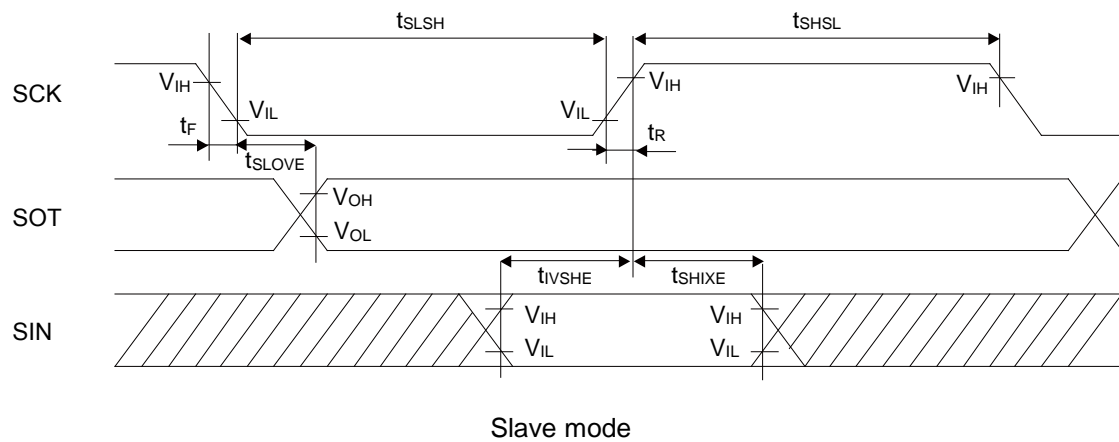 tSLSH
tSHSL
SCK
VIH
VIL
VIL
VIH
VIH
tF
tSLOVE
tR
SOT
VOH
VOL
tIVSHE
tSHIXE
SIN
VIH
VIL
VIH
VIL
Slave mode